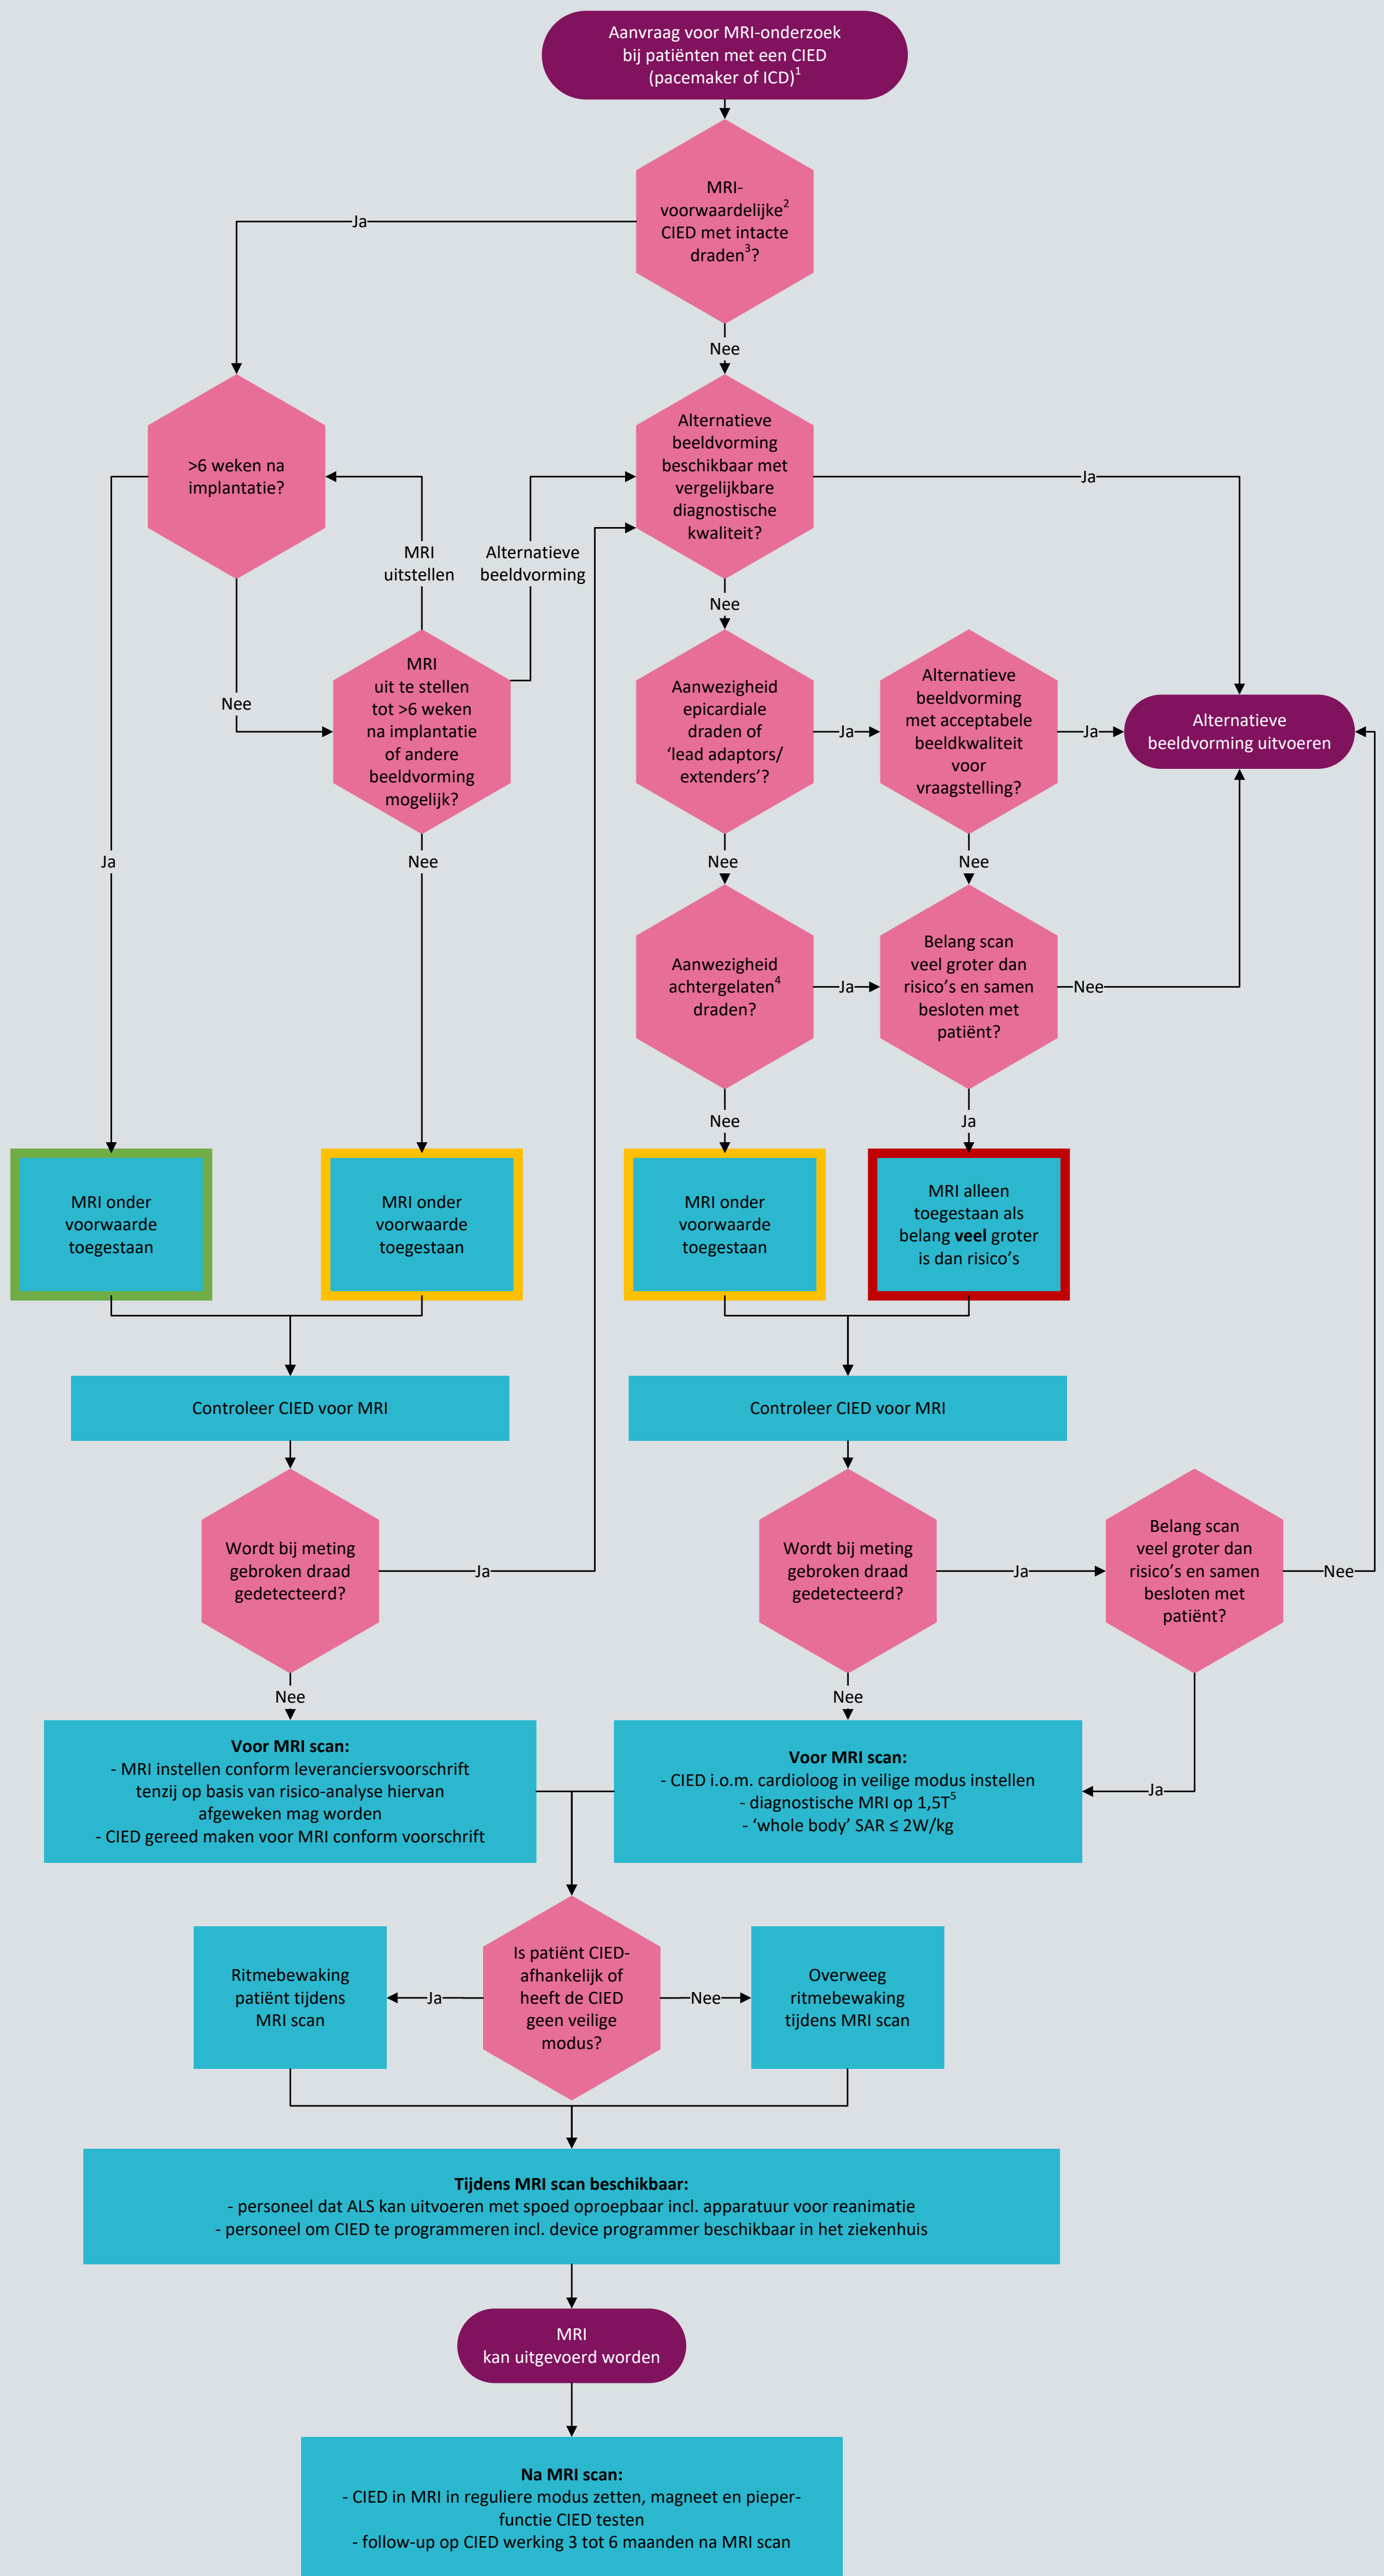 Aanvraag voor MRI-onderzoek
bij patiënten met een CIED
(pacemaker of ICD)1
MRI-
voorwaardelijke2
CIED met intacte
draden3?
Ja
Nee
>6 weken na
implantatie?
Alternatieve
beeldvorming
beschikbaar met
vergelijkbare
diagnostische
kwaliteit?
Ja
MRI
uitstellen
Alternatieve
beeldvorming
Nee
Nee
MRI
uit te stellen
tot >6 weken
na implantatie
of andere
beeldvorming
mogelijk?
Aanwezigheid
epicardiale
draden of
‘lead adaptors/
extenders’?
Ja
Alternatieve
beeldvorming
met acceptabele
beeldkwaliteit
voor
vraagstelling?
Ja
Alternatieve
beeldvorming uitvoeren
Ja
Nee
Nee
Nee
Aanwezigheid
achtergelaten4
draden?
Ja
Belang scan
veel groter dan
risico’s en samen
besloten met
patiënt?
Nee
Nee
Ja
MRI onder
voorwaarde
toegestaan
MRI onder
voorwaarde
toegestaan
MRI onder
voorwaarde
toegestaan
MRI alleen
toegestaan als
belang veel groter
is dan risico’s
Controleer CIED voor MRI
Controleer CIED voor MRI
Wordt bij meting
gebroken draad
gedetecteerd?
Ja
Wordt bij meting
gebroken draad
gedetecteerd?
Ja
Belang scan
veel groter dan
risico’s en samen
besloten met
patiënt?
Nee
Nee
Nee
Ja
Voor MRI scan:
- MRI instellen conform leveranciersvoorschrift
tenzij op basis van risico-analyse hiervan
afgeweken mag worden
- CIED gereed maken voor MRI conform voorschrift
Voor MRI scan:
- CIED i.o.m. cardioloog in veilige modus instellen
- diagnostische MRI op 1,5T5
- ‘whole body’ SAR ≤ 2W/kg
Ritmebewaking
patiënt tijdens
MRI scan
Ja
Is patiënt CIED-
afhankelijk of
heeft de CIED
geen veilige
modus?
Nee
Overweeg
ritmebewaking
tijdens MRI scan
Tijdens MRI scan beschikbaar:
- personeel dat ALS kan uitvoeren met spoed oproepbaar incl. apparatuur voor reanimatie
- personeel om CIED te programmeren incl. device programmer beschikbaar in het ziekenhuis
MRI
kan uitgevoerd worden
Na MRI scan:
- CIED in MRI in reguliere modus zetten, magneet en pieper-
functie CIED testen
- follow-up op CIED werking 3 tot 6 maanden na MRI scan